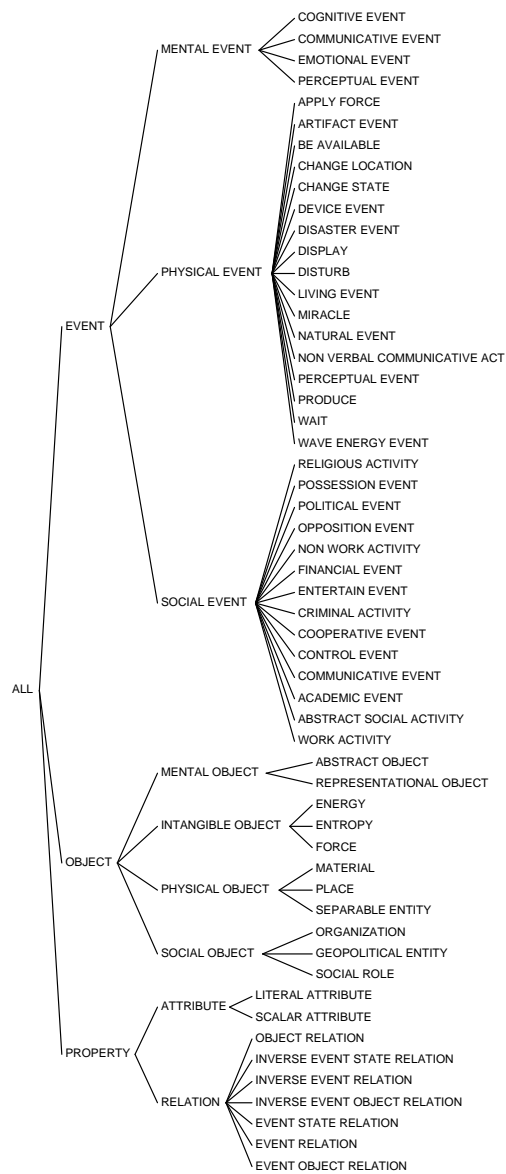 ALL
EVENT
MENTAL EVENT
COGNITIVE EVENT
COMMUNICATIVE EVENT
EMOTIONAL EVENT
PERCEPTUAL EVENT
PHYSICAL EVENT
APPLY FORCE
ARTIFACT EVENT
BE AVAILABLE
CHANGE LOCATION
CHANGE STATE
DEVICE EVENT
DISASTER EVENT
DISPLAY
DISTURB
LIVING EVENT
MIRACLE
NATURAL EVENT
NON VERBAL COMMUNICATIVE ACT
PERCEPTUAL EVENT
PRODUCE
WAIT
WAVE ENERGY EVENT
SOCIAL EVENT
RELIGIOUS ACTIVITY
POSSESSION EVENT
POLITICAL EVENT
OPPOSITION EVENT
NON WORK ACTIVITY
FINANCIAL EVENT
ENTERTAIN EVENT
CRIMINAL ACTIVITY
COOPERATIVE EVENT
CONTROL EVENT
COMMUNICATIVE EVENT
ACADEMIC EVENT
ABSTRACT SOCIAL ACTIVITY
WORK ACTIVITY
OBJECT
MENTAL OBJECT
ABSTRACT OBJECT
REPRESENTATIONAL OBJECT
INTANGIBLE OBJECT
ENERGY
ENTROPY
FORCE
PHYSICAL OBJECT
MATERIAL
PLACE
SEPARABLE ENTITY
SOCIAL OBJECT
ORGANIZATION
GEOPOLITICAL ENTITY
SOCIAL ROLE
PROPERTY
ATTRIBUTE
LITERAL ATTRIBUTE
SCALAR ATTRIBUTE
RELATION
OBJECT RELATION
INVERSE EVENT STATE RELATION
INVERSE EVENT RELATION
INVERSE EVENT OBJECT RELATION
EVENT STATE RELATION
EVENT RELATION
EVENT OBJECT RELATION